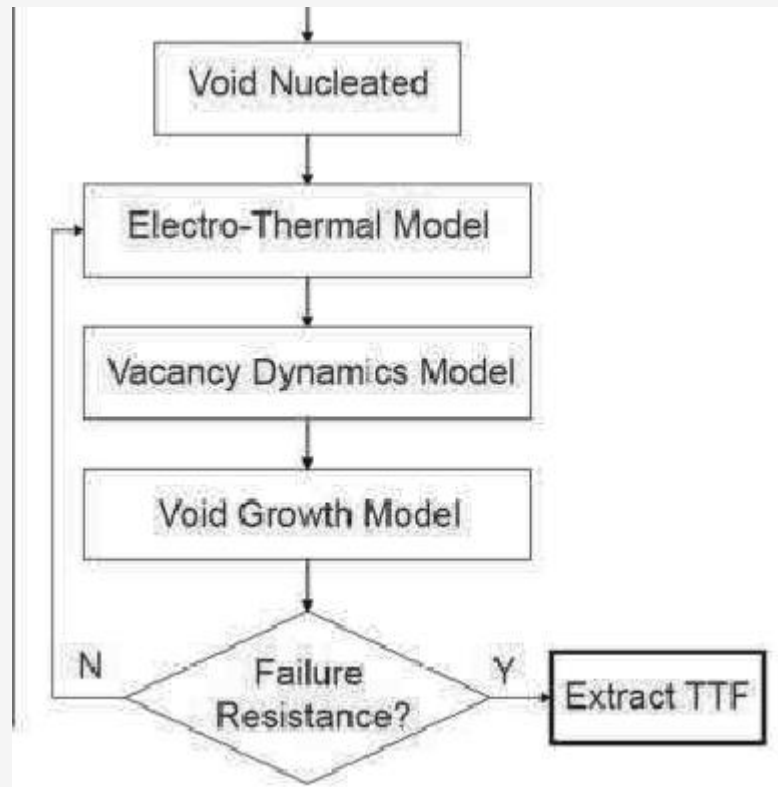 Void Nucleated
Electro-Thermal Model
Vacancy Dynamics Model
Void Growth Model
N
Failure
Resistance?
Y
Extract TTF